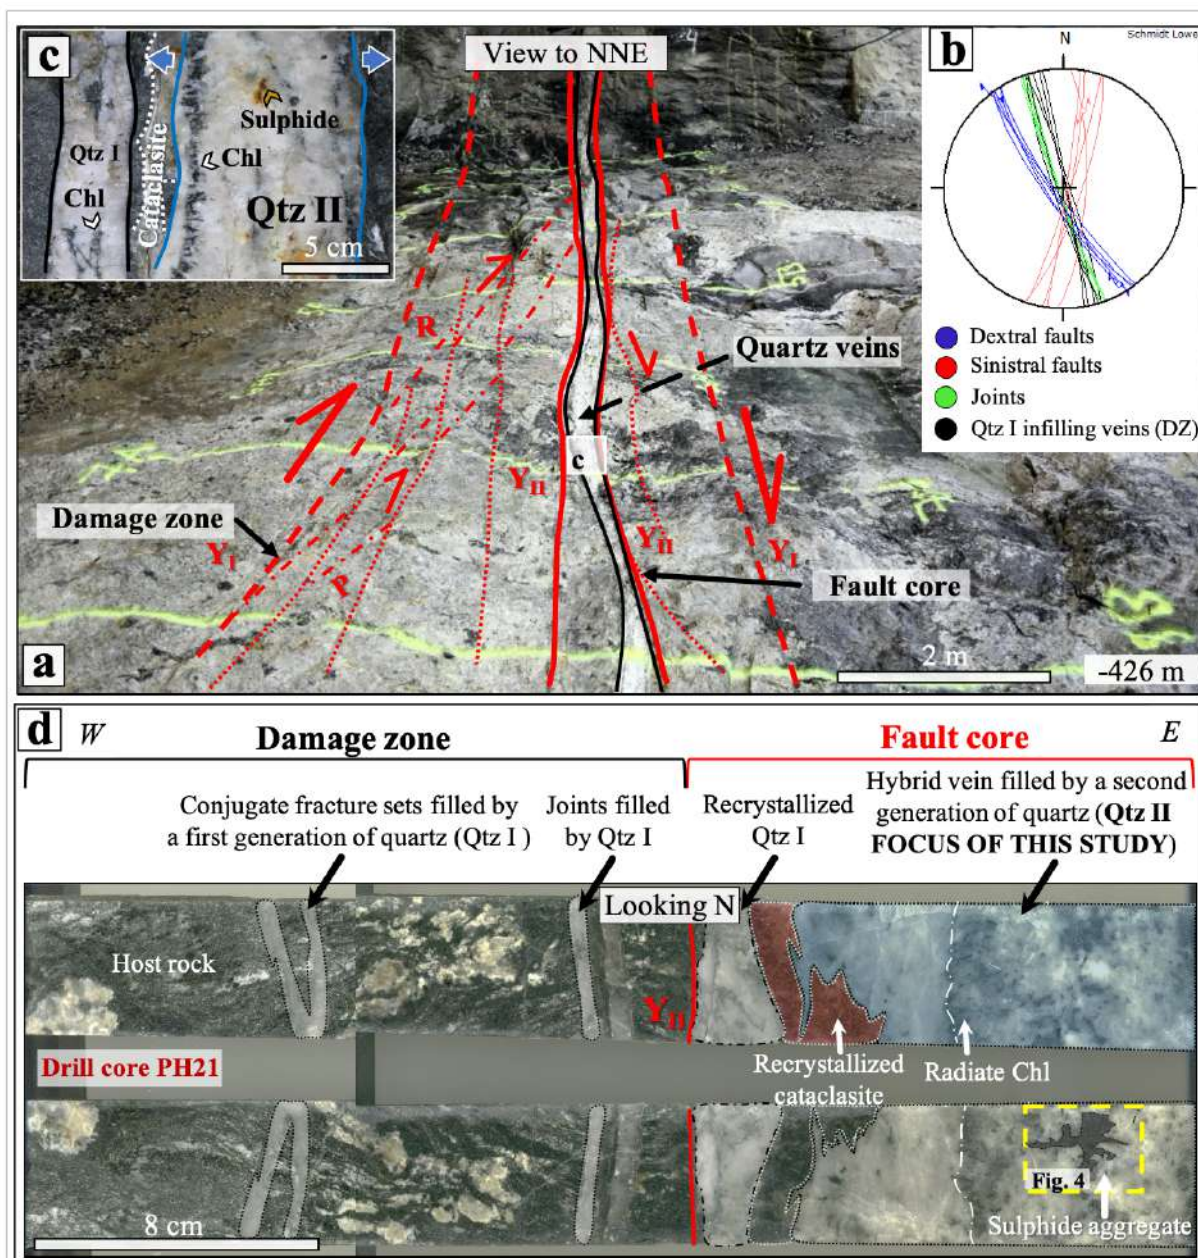 c
Qtz I
Chl
Cataclasite
Sulphide
Chl
Qtz II
5 cm
View to NNE
b
N
Schmidt Lowe
Dextral faults
Sinistral faults
Joints
Qtz I infilling veins (DZ)
R
Quartz veins
c
Y_II
Damage zone
Y_I
P
Y_II
Y_I
Fault core
a
2 m
-426 m
d
W
Damage zone
Fault core
E
Conjugate fracture sets filled by
a first generation of quartz (Qtz I )
Joints filled
by Qtz I
Recrystallized
Qtz I
Hybrid vein filled by a second
generation of quartz (Qtz II
FOCUS OF THIS STUDY)
Looking N
Host rock
Y_II
Drill core PH21
Recrystallized
cataclasite
Radiate Chl
8 cm
Fig. 4
Sulphide aggregate